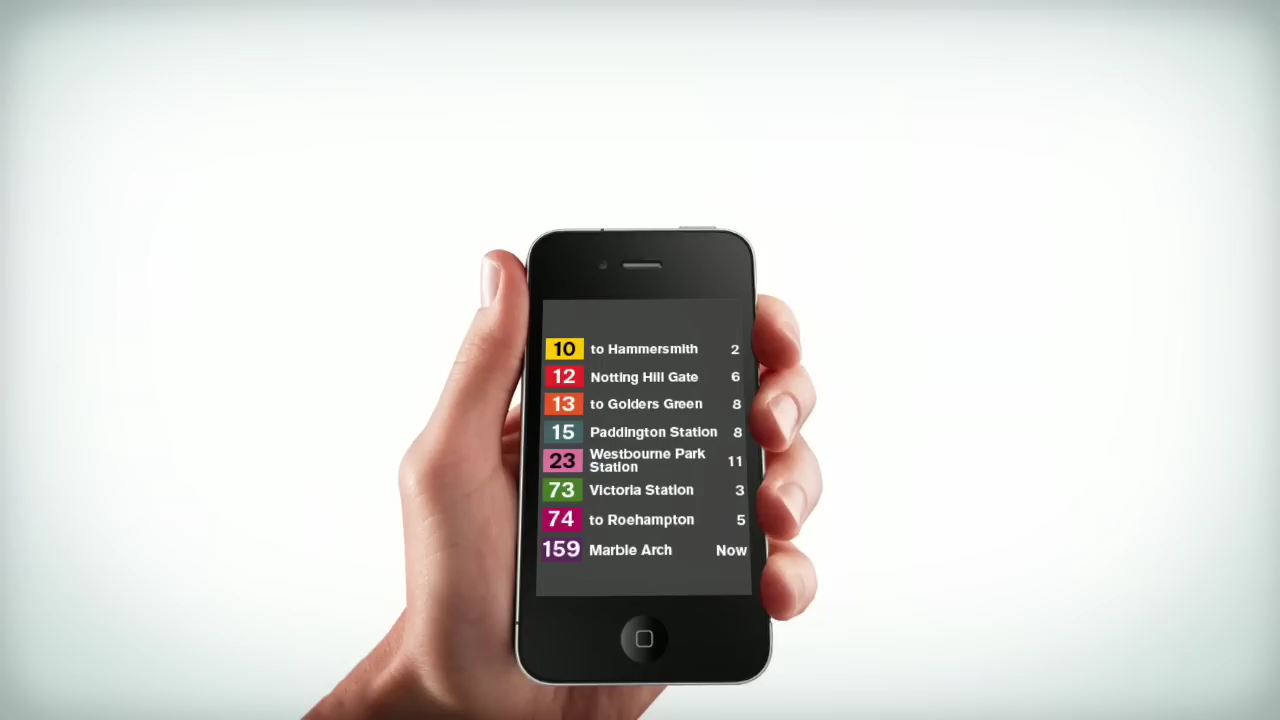 10 to Hammersmith 2
12 Notting Hill Gate 6
13 to Golders Green 8
15 Paddington Station 8
23 Westbourne Park
Station 11
73 Victoria Station 3
74 to Roehampton 5
159 Marble Arch Now